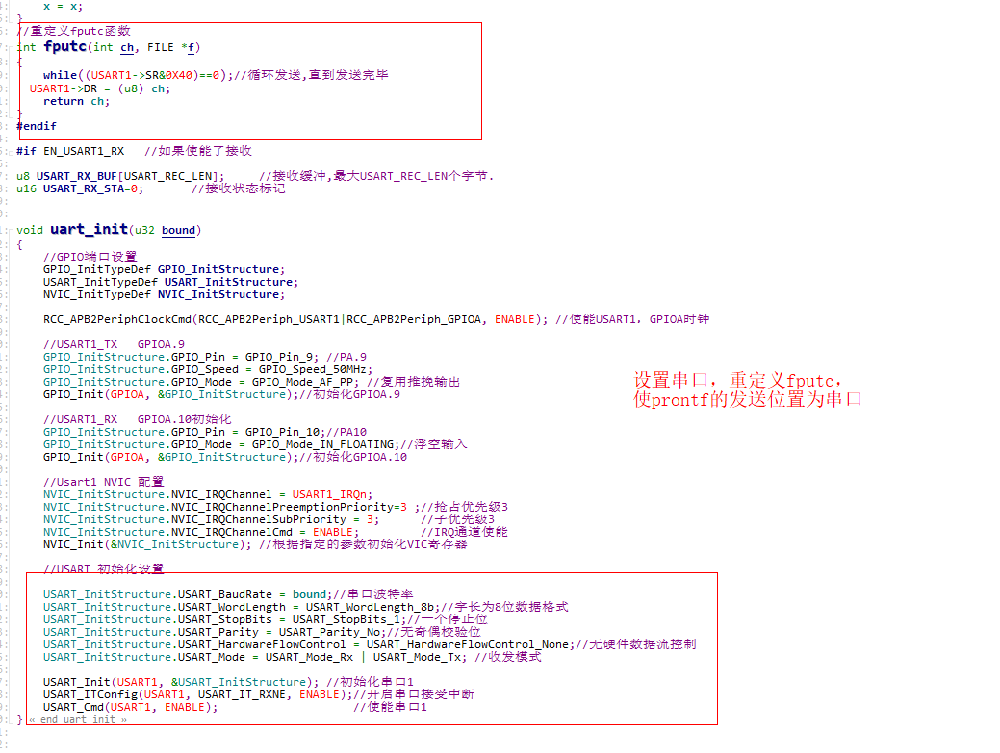 x = x;
}
//重定义fputc函数
int fputc(int ch, FILE *f)
{
while((USART1->SR&0X40)==0);//循环发送,直到发送完毕
USART1->DR = (u8) ch;
return ch;
}
#endif
#if EN_USART1_RX //如果使能了接收
u8 USART_RX_BUF[USART_REC_LEN]; //接收缓冲,最大USART_REC_LEN个字节.
u16 USART_RX_STA=0; //接收状态标记
void uart_init(u32 bound)
{
//GPIO端口设置
GPIO_InitTypeDef GPIO_InitStructure;
USART_InitTypeDef USART_InitStructure;
NVIC_InitTypeDef NVIC_InitStructure;
RCC_APB2PeriphClockCmd(RCC_APB2Periph_USART1|RCC_APB2Periph_GPIOA, ENABLE); //使能USART1，GPIOA时钟
//USART1_TX GPIOA.9
GPIO_InitStructure.GPIO_Pin = GPIO_Pin_9; //PA.9
GPIO_InitStructure.GPIO_Speed = GPIO_Speed_50MHz;
GPIO_InitStructure.GPIO_Mode = GPIO_Mode_AF_PP; //复用推挽输出
GPIO_Init(GPIOA, &GPIO_InitStructure);//初始化GPIOA.9
设置串口，重定义fputc，
使prontf的发送位置为串口
//USART1_RX GPIOA.10初始化
GPIO_InitStructure.GPIO_Pin = GPIO_Pin_10;//PA10
GPIO_InitStructure.GPIO_Mode = GPIO_Mode_IN_FLOATING;//浮空输入
GPIO_Init(GPIOA, &GPIO_InitStructure);//初始化GPIOA.10
//Usart1 NVIC 配置
NVIC_InitStructure.NVIC_IRQChannel = USART1_IRQn;
NVIC_InitStructure.NVIC_IRQChannelPreemptionPriority=3 ;//抢占优先级3
NVIC_InitStructure.NVIC_IRQChannelSubPriority = 3; //子优先级3
NVIC_InitStructure.NVIC_IRQChannelCmd = ENABLE; //IRQ通道使能
NVIC_Init(&NVIC_InitStructure); //根据指定的参数初始化VIC寄存器
//USART 初始化设置
USART_InitStructure.USART_BaudRate = bound;//串口波特率
USART_InitStructure.USART_WordLength = USART_WordLength_8b;//字长为8位数据格式
USART_InitStructure.USART_StopBits = USART_StopBits_1;//一个停止位
USART_InitStructure.USART_Parity = USART_Parity_No;//无奇偶校验位
USART_InitStructure.USART_HardwareFlowControl = USART_HardwareFlowControl_None;//无硬件数据流控制
USART_InitStructure.USART_Mode = USART_Mode_Rx | USART_Mode_Tx; //收发模式
USART_Init(USART1, &USART_InitStructure); //初始化串口1
USART_ITConfig(USART1, USART_IT_RXNE, ENABLE);//开启串口接受中断
USART_Cmd(USART1, ENABLE); //使能串口1
} « end uart_init »